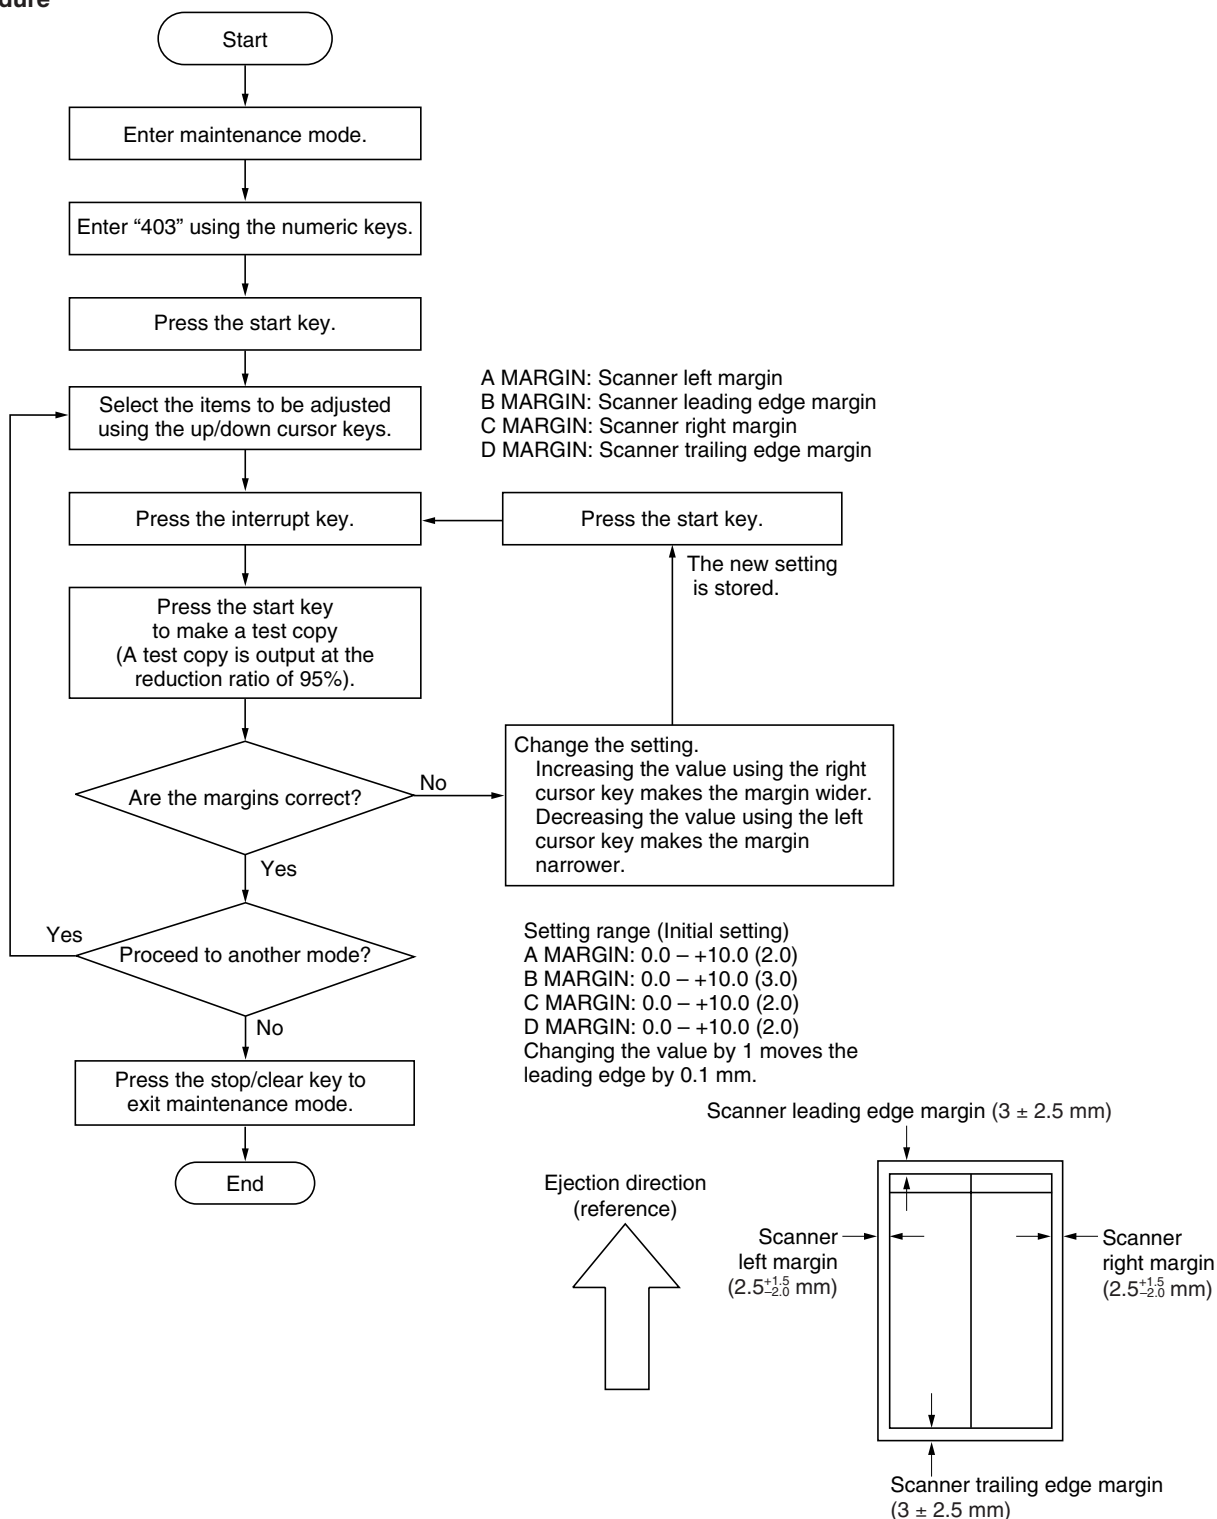 dure
Start
Enter maintenance mode.
Enter “403” using the numeric keys.
Press the start key.
Select the items to be adjusted
using the up/down cursor keys.
A MARGIN: Scanner left margin
B MARGIN: Scanner leading edge margin
C MARGIN: Scanner right margin
D MARGIN: Scanner trailing edge margin
Press the interrupt key.
Press the start key.
The new setting
is stored.
Press the start key
to make a test copy
(A test copy is output at the
reduction ratio of 95%).
Are the margins correct?
No
Change the setting.
Increasing the value using the right
cursor key makes the margin wider.
Decreasing the value using the left
cursor key makes the margin
narrower.
Yes
Yes
Proceed to another mode?
No
Setting range (Initial setting)
A MARGIN: 0.0 – +10.0 (2.0)
B MARGIN: 0.0 – +10.0 (3.0)
C MARGIN: 0.0 – +10.0 (2.0)
D MARGIN: 0.0 – +10.0 (2.0)
Changing the value by 1 moves the
leading edge by 0.1 mm.
Press the stop/clear key to
exit maintenance mode.
End
Scanner leading edge margin (3 ± 2.5 mm)
Ejection direction
(reference)
Scanner
left margin
(2.5+1.5−2.0 mm)
Scanner
right margin
(2.5+1.5−2.0 mm)
Scanner trailing edge margin
(3 ± 2.5 mm)